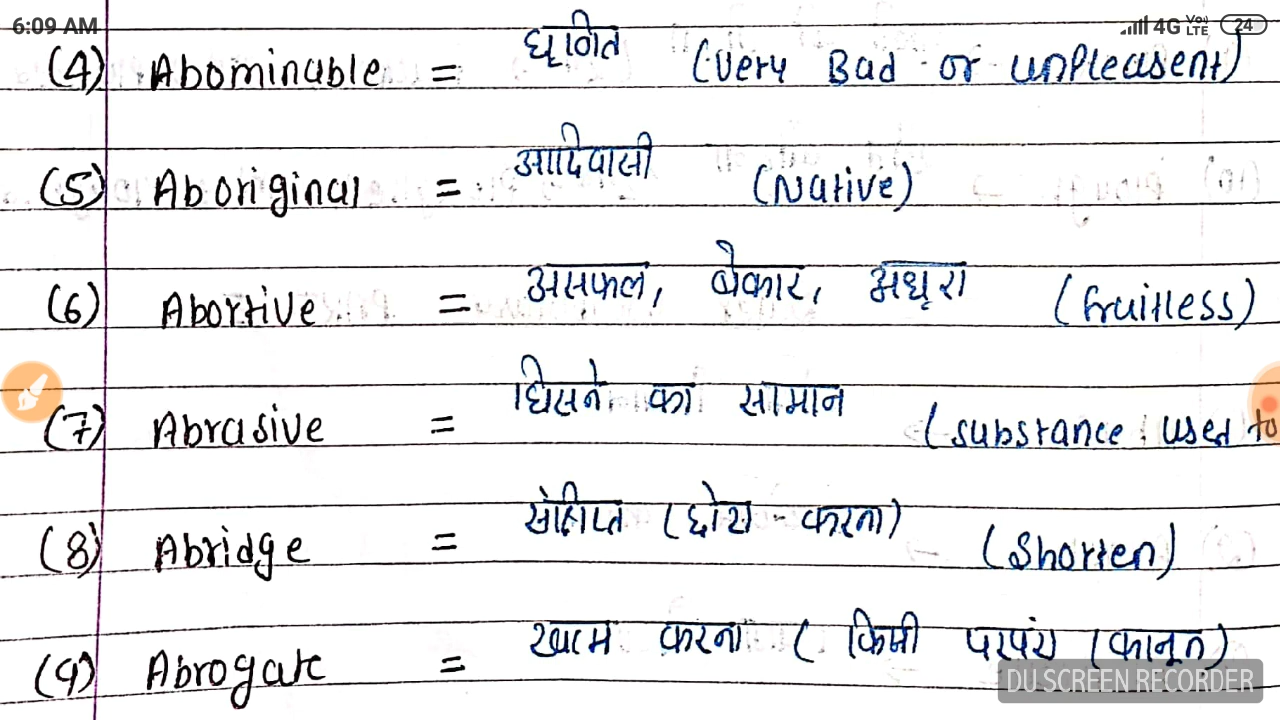 6:09 AM 4G Vo) LTE 24
(4) Abominable = घृणित (Very Bad or unpleasent)
(5) Aboriginal = आदिवासी (Native)
(6) Abortive = असफल, बेकार, अधूरा (fruitless)
(7) Abrasive = घिसने का सामान (substance used to
(8) Abridge = संक्षिप्त (छोटा - करना) (Shorten)
(9) Abrogate = खत्म करना ( किसी परंपरा (कानून)
DU SCREEN RECORDER